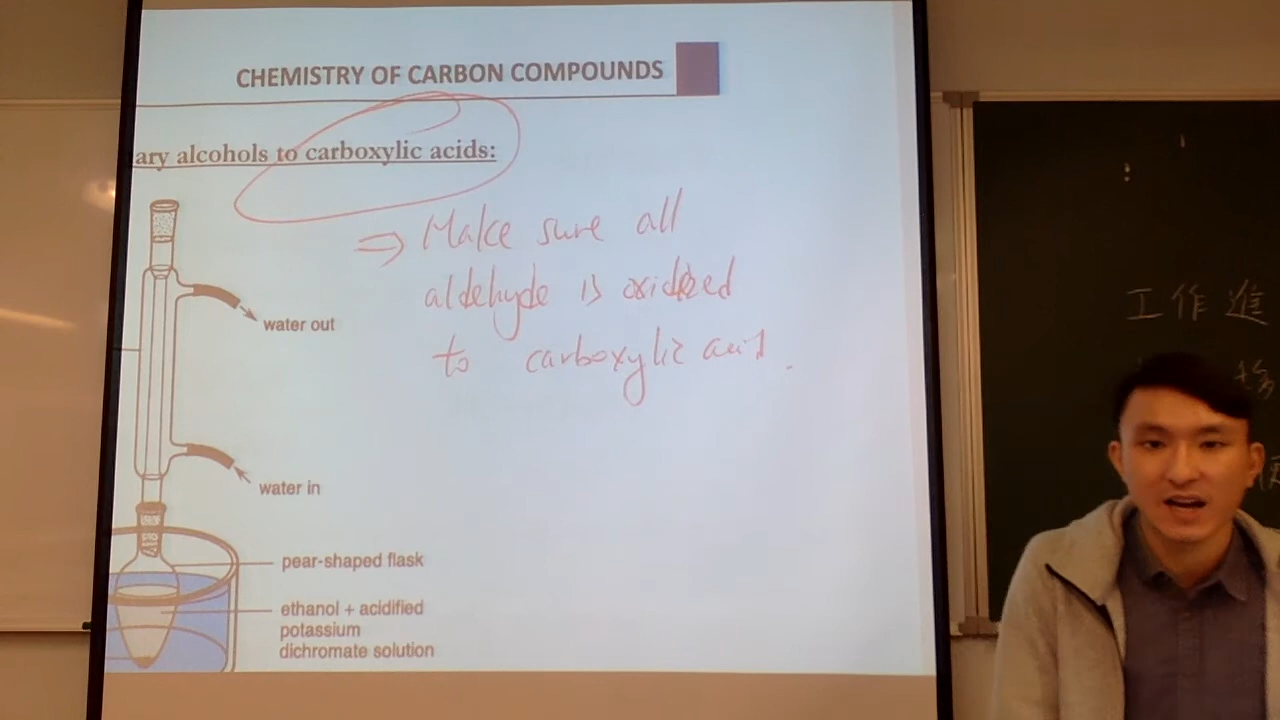 CHEMISTRY OF CARBON COMPOUNDS
ary alcohols to carboxylic acids:
⇒ Make sure all
aldehyde is oxidized
to carboxylic acid.
water out
water in
pear-shaped flask
ethanol + acidified
potassium
dichromate solution
工作進